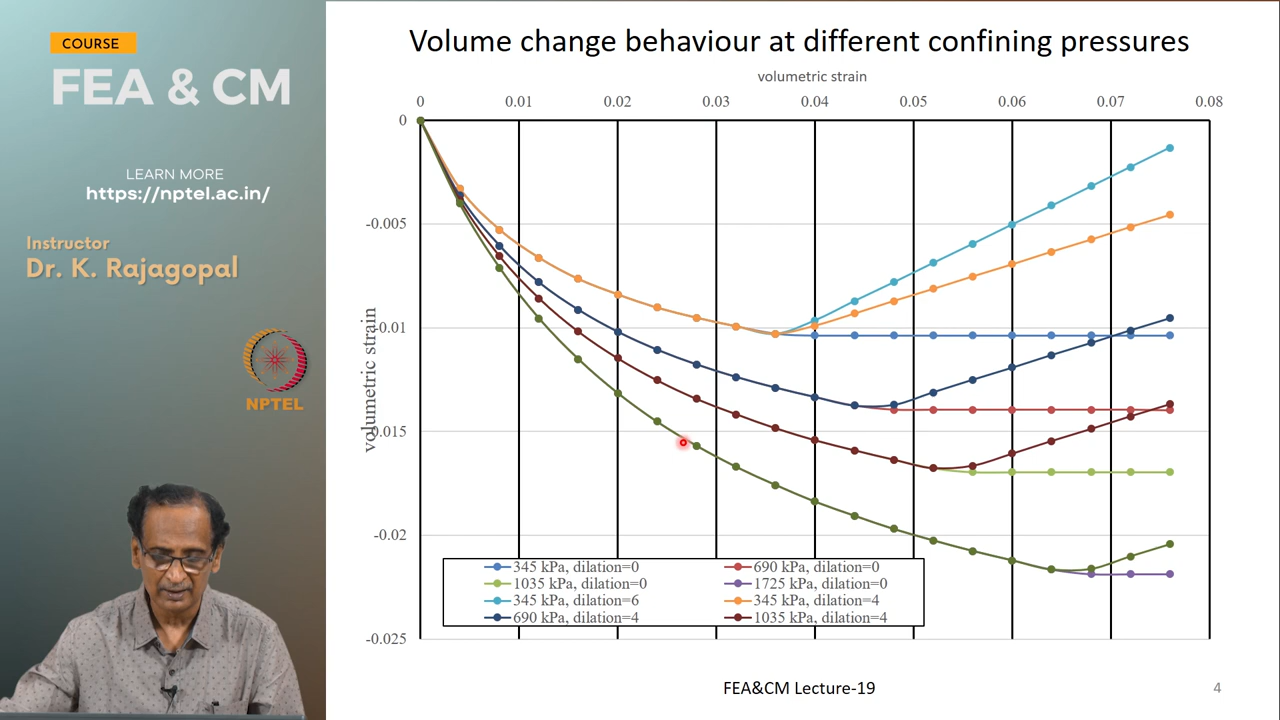 COURSE
FEA & CM
LEARN MORE
https://nptel.ac.in/
Instructor
Dr. K. Rajagopal
NPTEL
Volume change behaviour at different confining pressures
volumetric strain
0 0.01 0.02 0.03 0.04 0.05 0.06 0.07 0.08
0
-0.005
-0.01
-0.015
-0.02
-0.025
volumetric strain
345 kPa, dilation=0 690 kPa, dilation=0
1035 kPa, dilation=0 1725 kPa, dilation=0
345 kPa, dilation=6 345 kPa, dilation=4
690 kPa, dilation=4 1035 kPa, dilation=4
FEA&CM Lecture-19
4